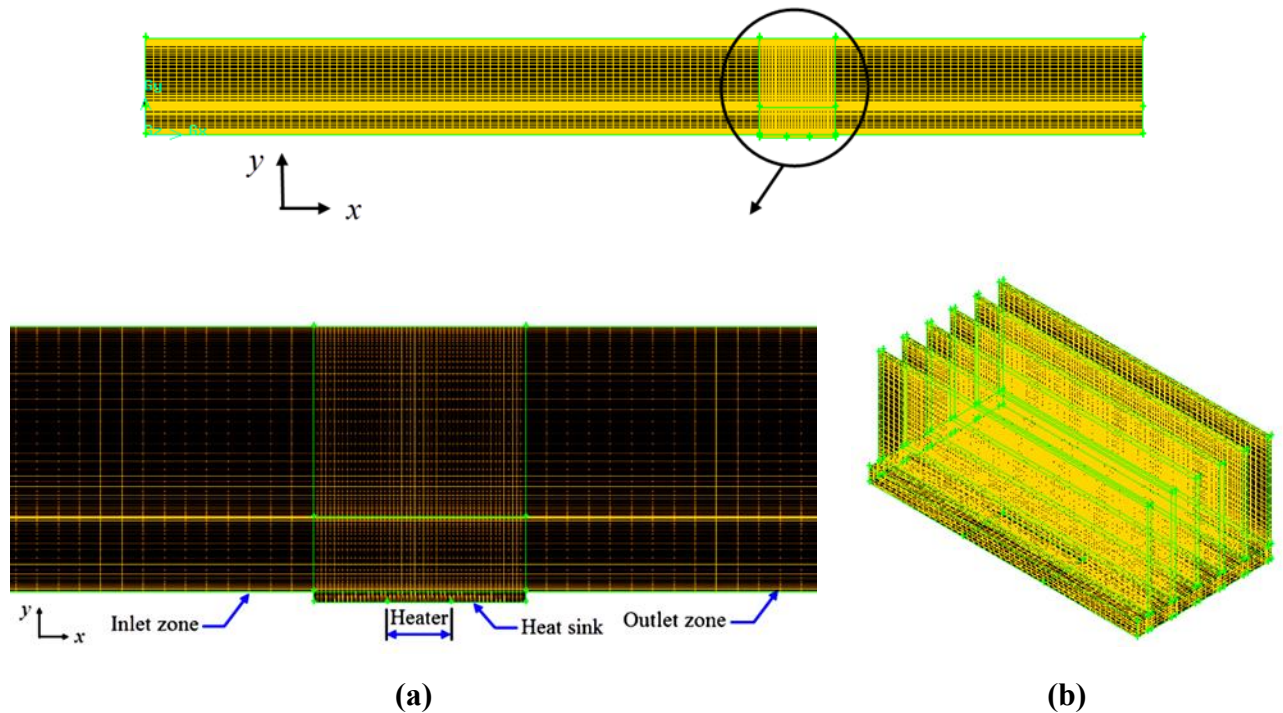 y
x
Heater
Inlet zone
Heat sink
Outlet zone
y
x
(a)
(b)